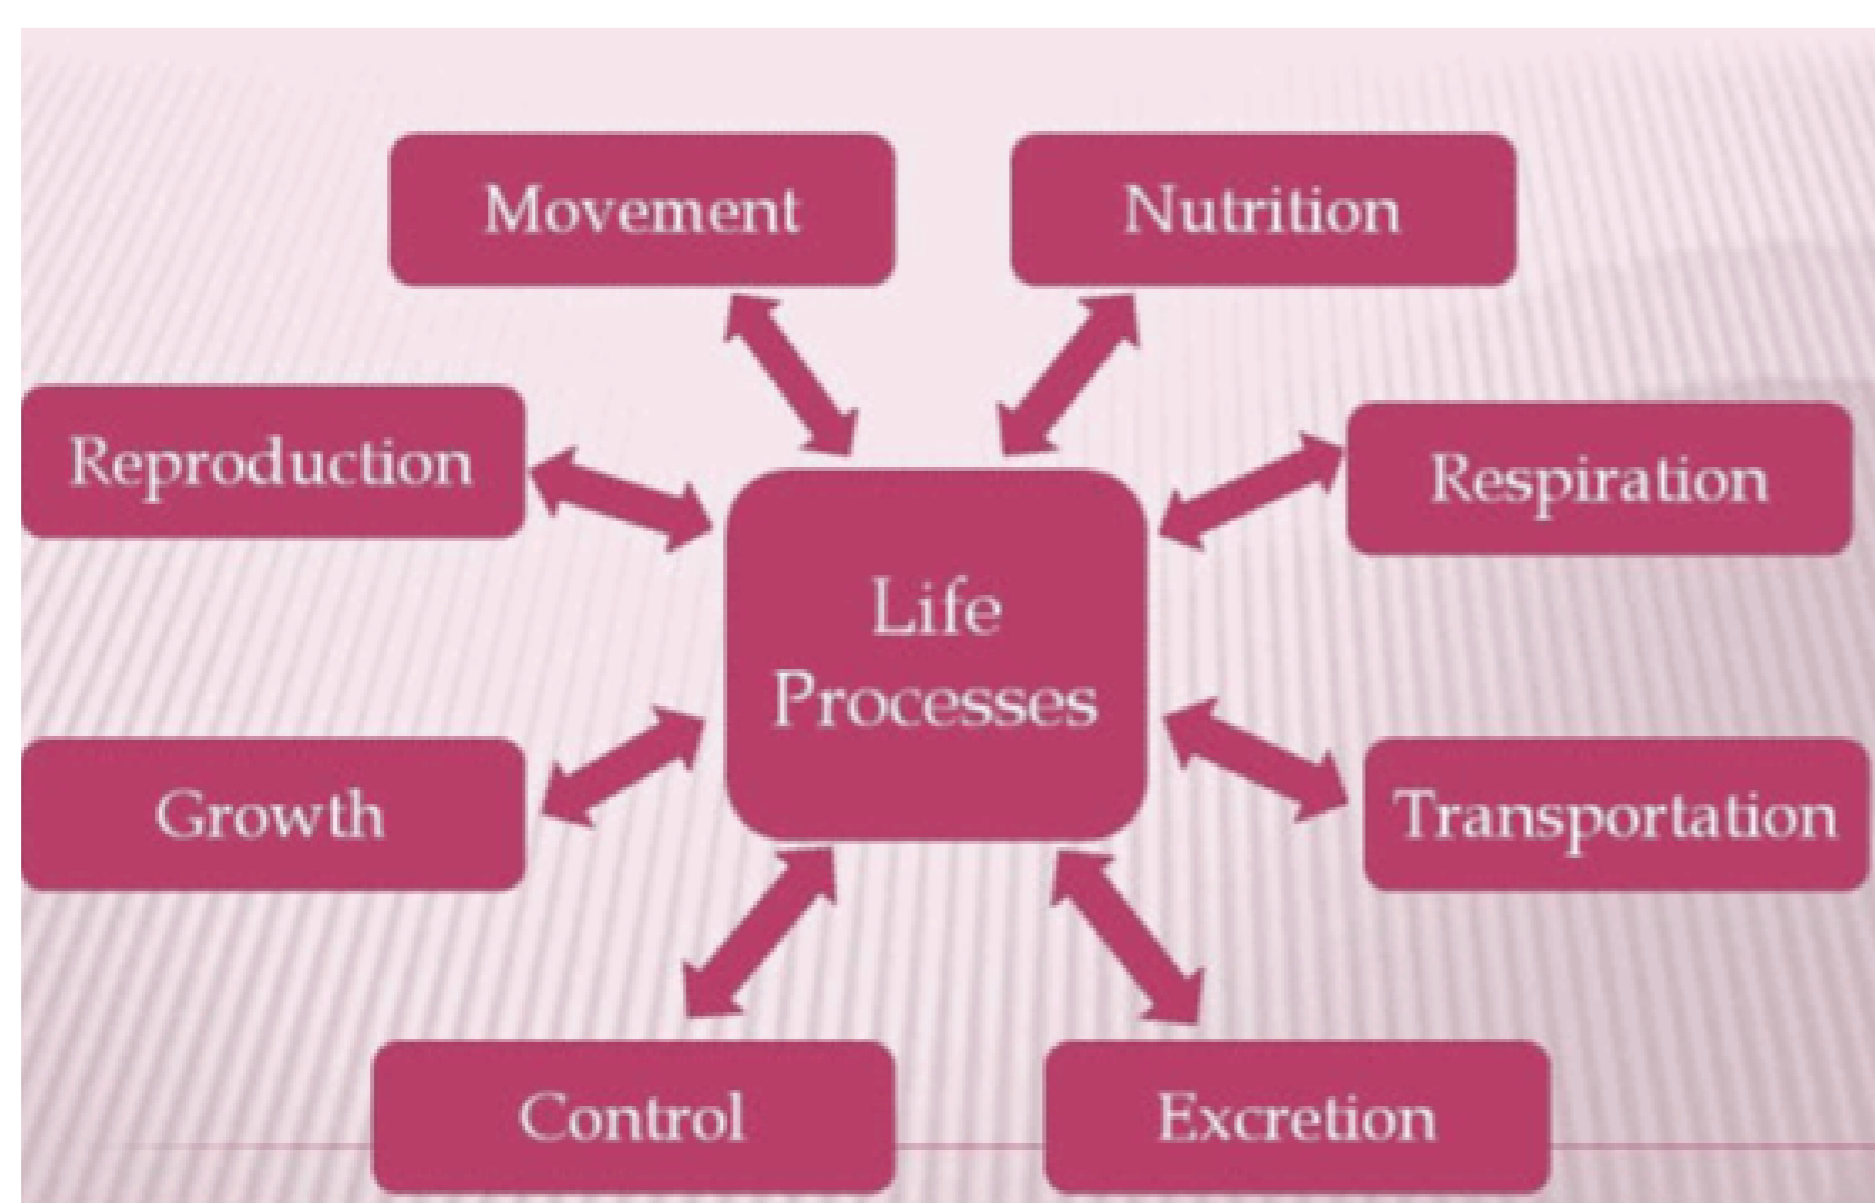 Movement
Nutrition
Reproduction
Respiration
Life
Processes
Growth
Transportation
Control
Excretion